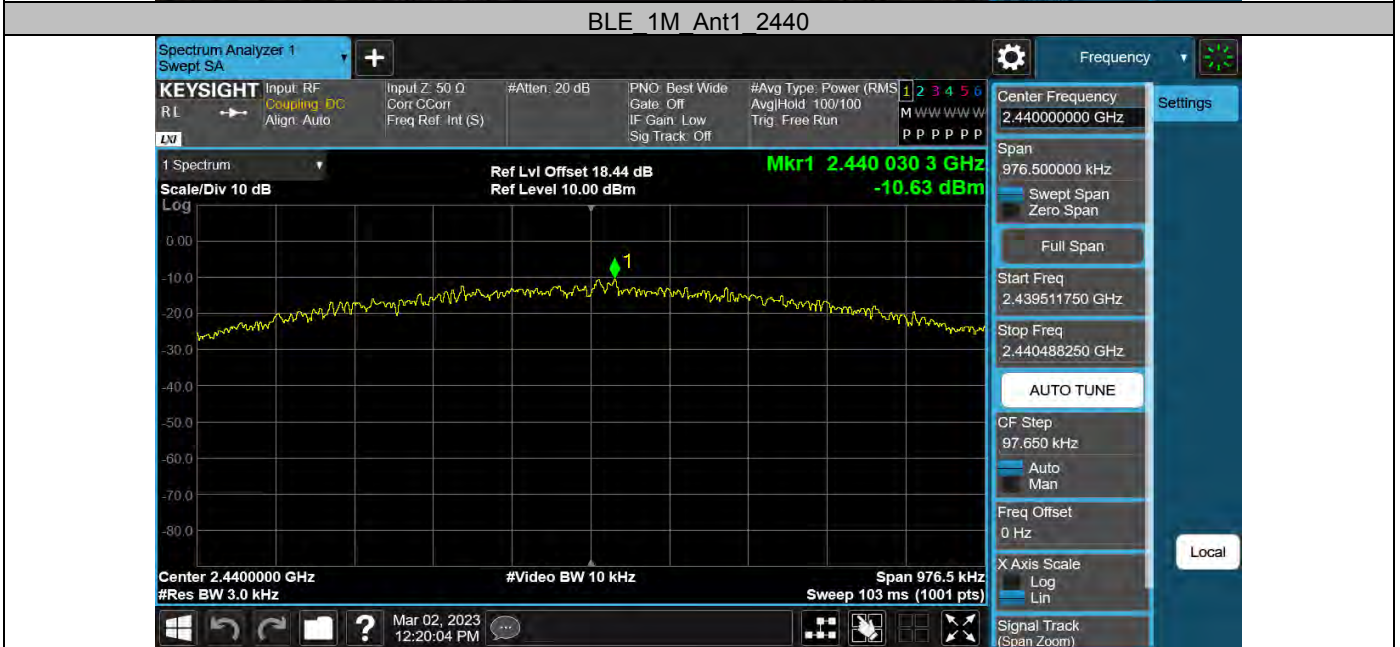 BLE_1M_Ant1_2440
Spectrum Analyzer 1
Swept SA
+
Frequency
KEYSIGHT
RL
LXI
Input: RF
Coupling: DC
Align: Auto
Input Z: 50 Ω
Corr CCorr
Freq Ref: Int (S)
#Atten: 20 dB
PNO: Best Wide
Gate: Off
IF Gain: Low
Sig Track: Off
#Avg Type: Power (RMS
Avg|Hold: 100/100
Trig: Free Run
1 2 3 4 5 6
M W W W W W
P P P P P P
1 Spectrum
Scale/Div 10 dB
Log
Ref Lvl Offset 18.44 dB
Ref Level 10.00 dBm
Mkr1 2.440 030 3 GHz
-10.63 dBm
0.00
-10.0
-20.0
-30.0
-40.0
-50.0
-60.0
-70.0
-80.0
1
Center 2.4400000 GHz
#Res BW 3.0 kHz
#Video BW 10 kHz
Span 976.5 kHz
Sweep 103 ms (1001 pts)
Center Frequency
2.440000000 GHz
Settings
Span
976.500000 kHz
Swept Span
Zero Span
Full Span
Start Freq
2.439511750 GHz
Stop Freq
2.440488250 GHz
AUTO TUNE
CF Step
97.650 kHz
Auto
Man
Freq Offset
0 Hz
X Axis Scale
Log
Lin
Local
Signal Track
(Span Zoom)
?
Mar 02, 2023
12:20:04 PM